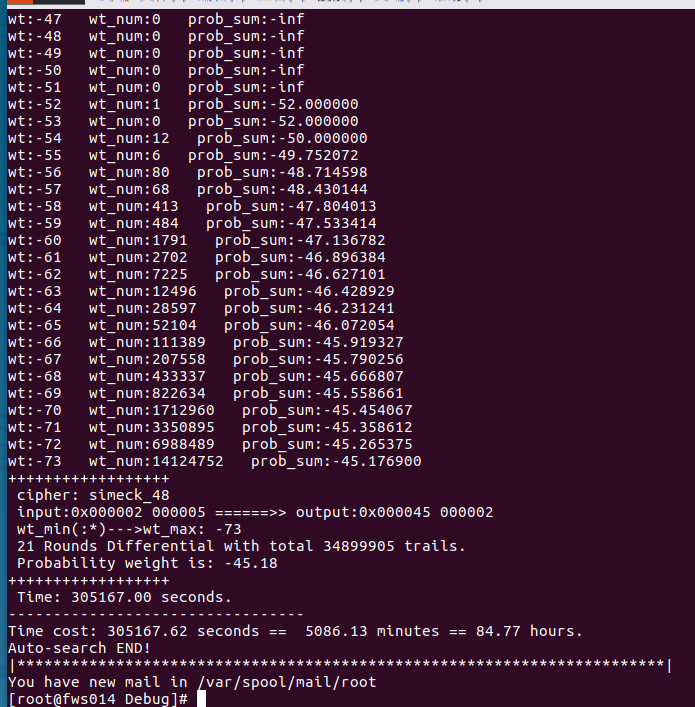 wt:-47   wt_num:0   prob_sum:-inf
wt:-48   wt_num:0   prob_sum:-inf
wt:-49   wt_num:0   prob_sum:-inf
wt:-50   wt_num:0   prob_sum:-inf
wt:-51   wt_num:0   prob_sum:-inf
wt:-52   wt_num:1   prob_sum:-52.000000
wt:-53   wt_num:0   prob_sum:-52.000000
wt:-54   wt_num:12   prob_sum:-50.000000
wt:-55   wt_num:6   prob_sum:-49.752072
wt:-56   wt_num:80   prob_sum:-48.714598
wt:-57   wt_num:68   prob_sum:-48.430144
wt:-58   wt_num:413   prob_sum:-47.804013
wt:-59   wt_num:484   prob_sum:-47.533414
wt:-60   wt_num:1791   prob_sum:-47.136782
wt:-61   wt_num:2702   prob_sum:-46.896384
wt:-62   wt_num:7225   prob_sum:-46.627101
wt:-63   wt_num:12496   prob_sum:-46.428929
wt:-64   wt_num:28597   prob_sum:-46.231241
wt:-65   wt_num:52104   prob_sum:-46.072054
wt:-66   wt_num:111389   prob_sum:-45.919327
wt:-67   wt_num:207558   prob_sum:-45.790256
wt:-68   wt_num:433337   prob_sum:-45.666807
wt:-69   wt_num:822634   prob_sum:-45.558661
wt:-70   wt_num:1712960   prob_sum:-45.454067
wt:-71   wt_num:3350895   prob_sum:-45.358612
wt:-72   wt_num:6988489   prob_sum:-45.265375
wt:-73   wt_num:14124752   prob_sum:-45.176900
++++++++++++++++++
cipher: simeck_48
input:0x000002 000005 ======>> output:0x000045 000002
wt_min(:*)--->wt_max: -73
21 Rounds Differential with total 34899905 trails.
Probability weight is: -45.18
++++++++++++++++++
Time: 305167.00 seconds.
---------------------------------
Time cost: 305167.62 seconds ==  5086.13 minutes == 84.77 hours.
Auto-search END!
|************************************************************************|
You have new mail in /var/spool/mail/root
[root@fws014 Debug]#